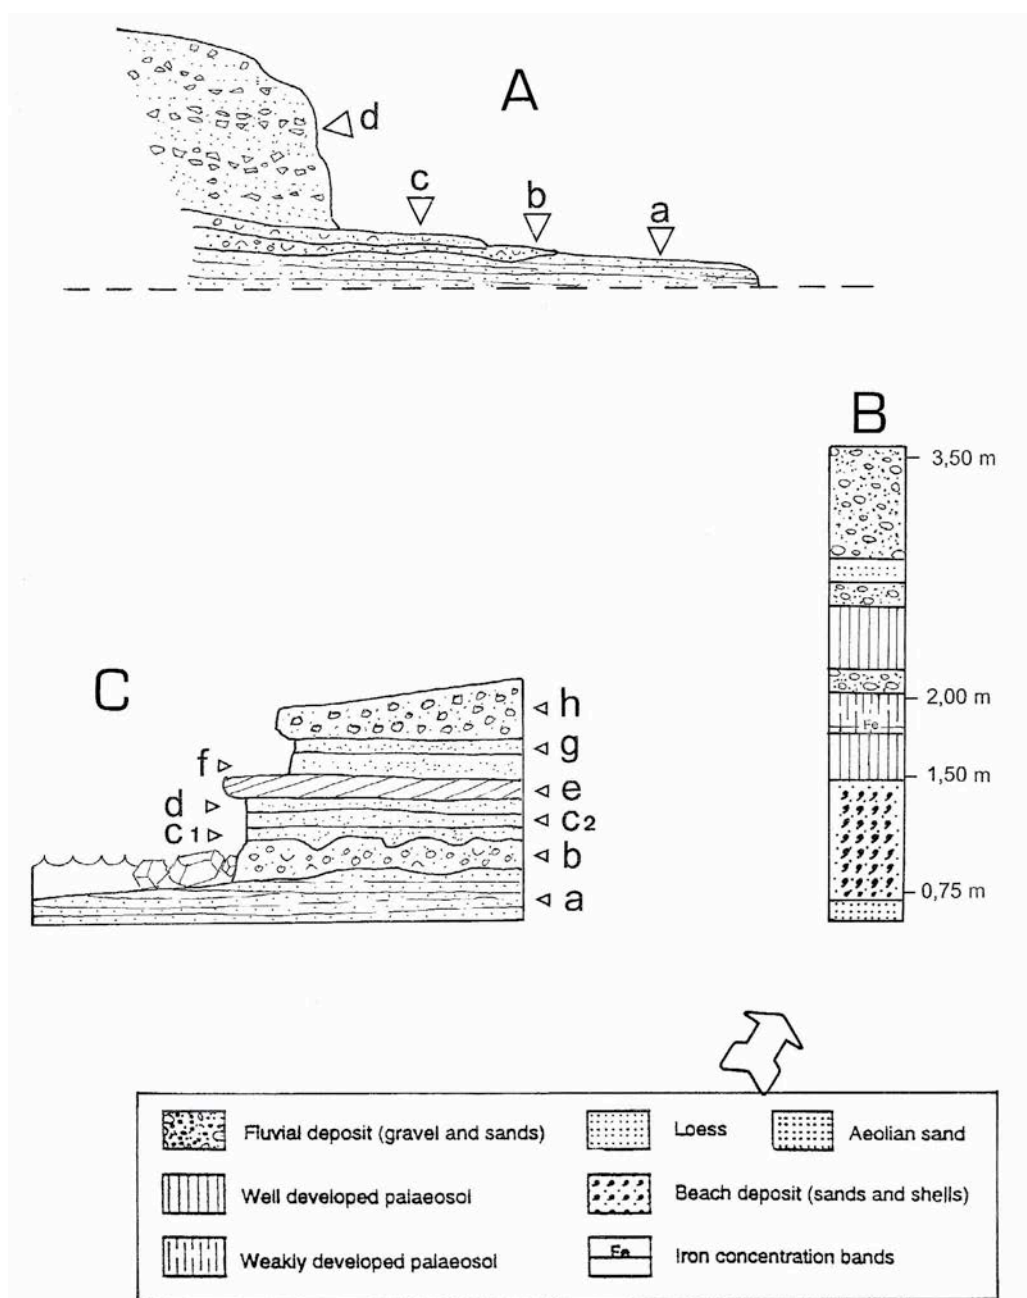 A
d
c
b
a
B
3,50 m
2,00 m
Fe
1,50 m
0,75 m
C
h
g
f
e
d
c2
c1
b
a
Fluvial deposit (gravel and sands)
Loess
Aeolian sand
Well developed palaeosol
Beach deposit (sands and shells)
Weakly developed palaeosol
Fe
Iron concentration bands